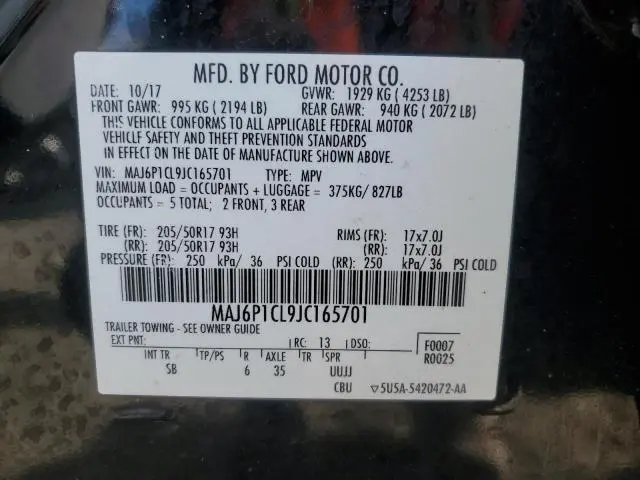 MFD. BY FORD MOTOR CO.
DATE: 10/17 GVWR: 1929 KG ( 4253 LB)
FRONT GAWR: 995 KG ( 2194 LB) REAR GAWR: 940 KG ( 2072 LB)
THIS VEHICLE CONFORMS TO ALL APPLICABLE FEDERAL MOTOR
VEHICLE SAFETY AND THEFT PREVENTION STANDARDS
IN EFFECT ON THE DATE OF MANUFACTURE SHOWN ABOVE.
VIN: MAJ6P1CL9JC165701 TYPE: MPV
MAXIMUM LOAD = OCCUPANTS + LUGGAGE = 375KG/ 827LB
OCCUPANTS = 5 TOTAL; 2 FRONT, 3 REAR
TIRE (FR): 205/50R17 93H RIMS (FR): 17x7.0J
(RR): 205/50R17 93H (RR): 17x7.0J
PRESSURE (FR): 250 kPa/ 36 PSI COLD (RR): 250 kPa/ 36 PSI COLD
MAJ6P1CL9JC165701
TRAILER TOWING - SEE OWNER GUIDE
EXT PNT: RC: 13 DSO: F0007
INT TR TP/PS R AXLE TR SPR R0025
SB 6 35 UUJJ
CBU ▽5U5A-5420472-AA